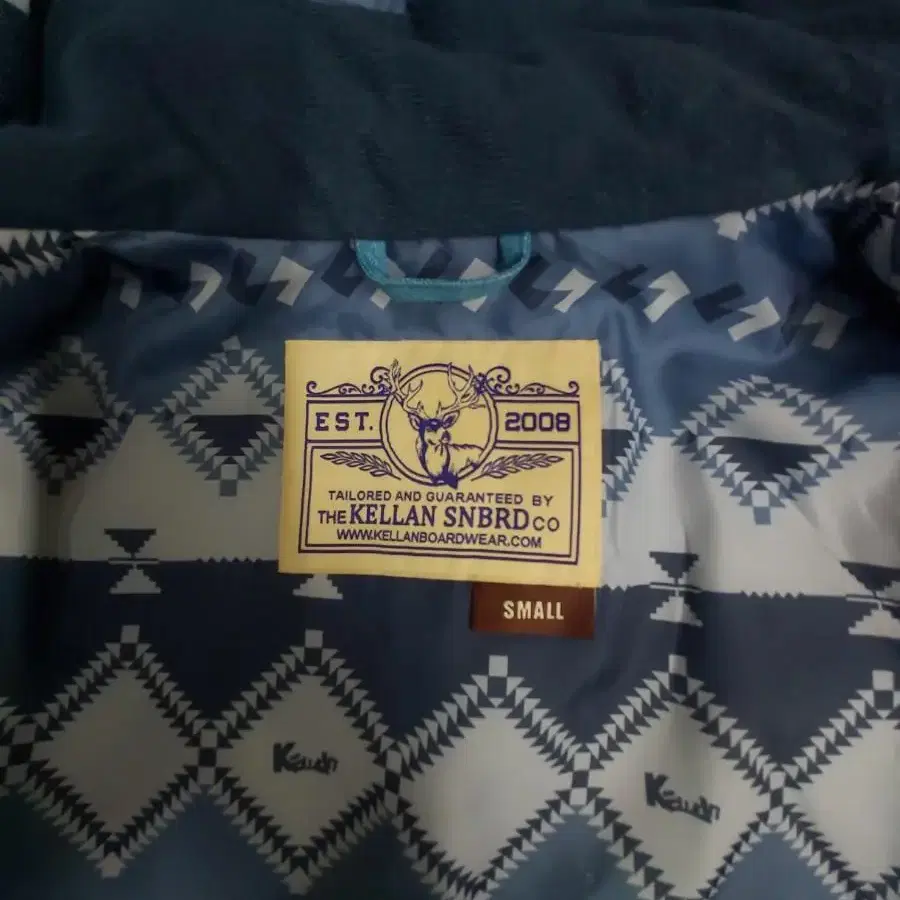 EST. 2008
TAILORED AND GUARANTEED BY
THE KELLAN SNBRD CO
WWW.KELLANBOARDWEAR.COM
SMALL
Kellan
Kellan